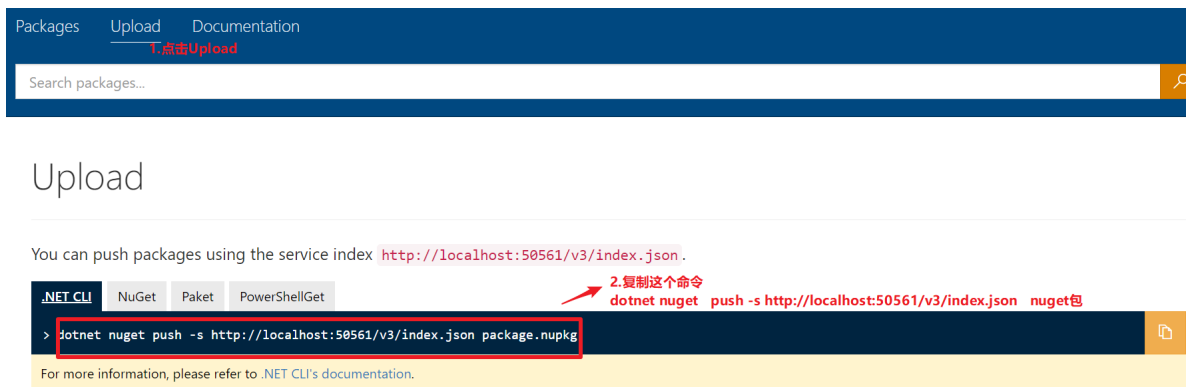 Packages Upload Documentation
1.点击Upload
Search packages...
Upload
You can push packages using the service index http://localhost:50561/v3/index.json.
2.复制这个命令
.NET CLI NuGet Paket PowerShellGet
dotnet nuget push -s http://localhost:50561/v3/index.json nuget包
> dotnet nuget push -s http://localhost:50561/v3/index.json package.nupkg
For more information, please refer to .NET CLI's documentation.